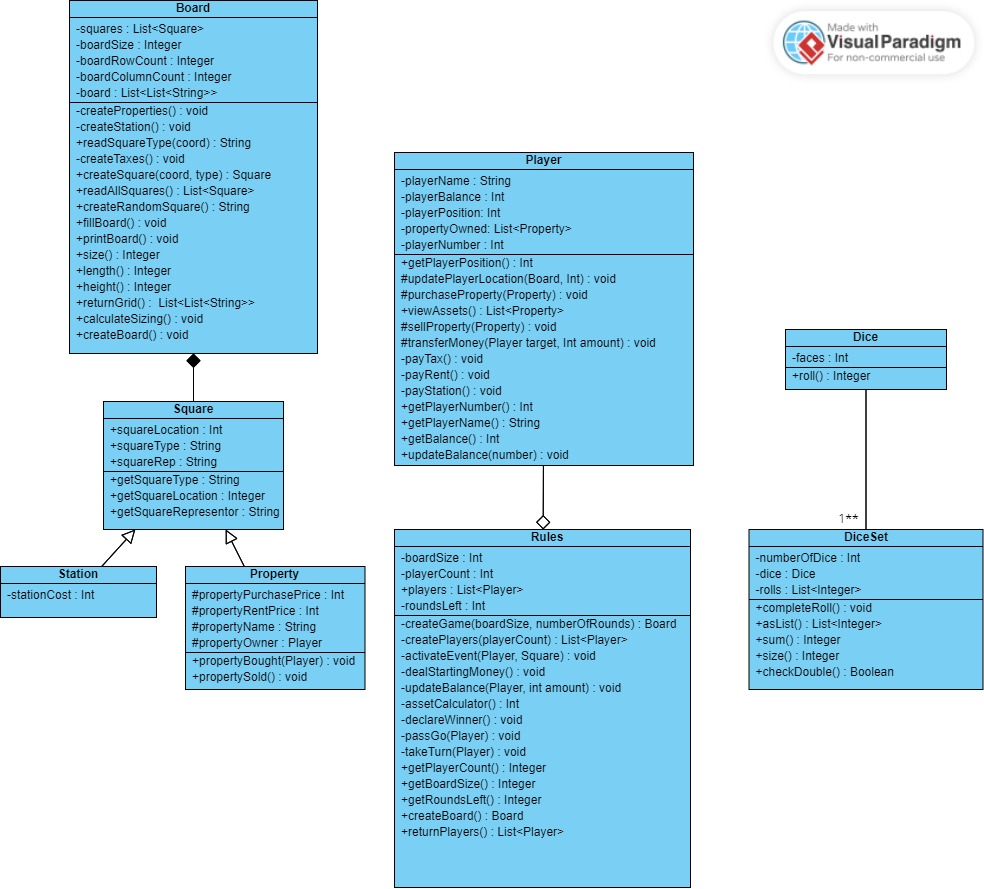 Board
-squares : List<Square>
-boardSize : Integer
-boardRowCount : Integer
-boardColumnCount : Integer
-board : List<List<String>>
-createProperties() : void
-createStation() : void
+readSquareType(coord) : String
-createTaxes() : void
+createSquare(coord, type) : Square
+readAllSquares() : List<Square>
+createRandomSquare() : String
+fillBoard() : void
+printBoard() : void
+size() : Integer
+length() : Integer
+height() : Integer
+returnGrid() : List<List<String>>
+calculateSizing() : void
+createBoard() : void
Made with
VisualParadigm
For non-commercial use
Player
-playerName : String
-playerBalance : Int
-playerPosition: Int
-propertyOwned: List<Property>
-playerNumber : Int
+getPlayerPosition() : Int
#updatePlayerLocation(Board, Int) : void
#purchaseProperty(Property) : void
+viewAssets() : List<Property>
#sellProperty(Property) : void
#transferMoney(Player target, Int amount) : void
-payTax() : void
-payRent() : void
-payStation() : void
+getPlayerNumber() : Int
+getPlayerName() : String
+getBalance() : Int
+updateBalance(number) : void
Dice
-faces : Int
+roll() : Integer
Square
+squareLocation : Int
+squareType : String
+squareRep : String
+getSquareType : String
+getSquareLocation : Integer
+getSquareRepresentor : String
1**
Station
-stationCost : Int
Property
#propertyPurchasePrice : Int
#propertyRentPrice : Int
#propertyName : String
#propertyOwner : Player
+propertyBought(Player) : void
+propertySold() : void
Rules
-boardSize : Int
-playerCount : Int
+players : List<Player>
-roundsLeft : Int
-createGame(boardSize, numberOfRounds) : Board
-createPlayers(playerCount) : List<Player>
-activateEvent(Player, Square) : void
-dealStartingMoney() : void
-updateBalance(Player, int amount) : void
-assetCalculator() : Int
-declareWinner() : void
-passGo(Player) : void
-takeTurn(Player) : void
+getPlayerCount() : Integer
+getBoardSize() : Integer
+getRoundsLeft() : Integer
+createBoard() : Board
+returnPlayers() : List<Player>
DiceSet
-numberOfDice : Int
-dice : Dice
-rolls : List<Integer>
+completeRoll() : void
+asList() : List<Integer>
+sum() : Integer
+size() : Integer
+checkDouble() : Boolean